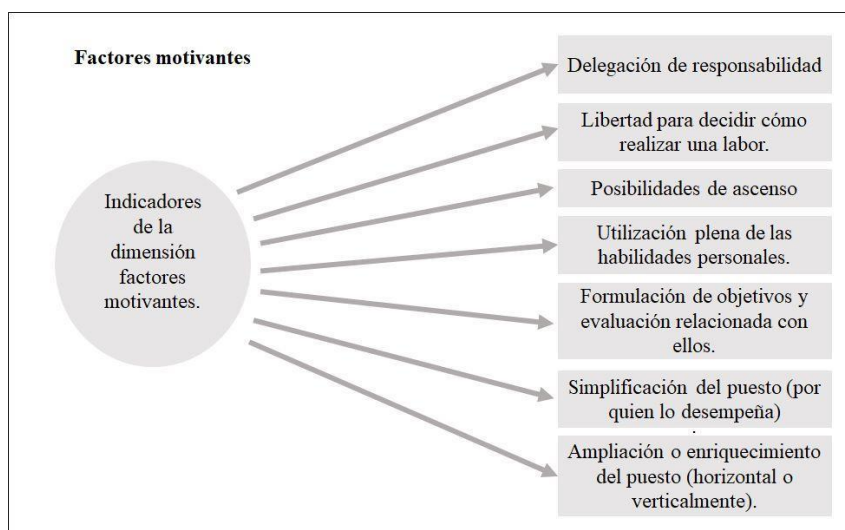 Factores motivantes
Indicadores
de la
dimensión
factores
motivantes.
Delegación de responsabilidad
Libertad para decidir cómo
realizar una labor.
Posibilidades de ascenso
Utilización plena de las
habilidades personales.
Formulación de objetivos y
evaluación relacionada con
ellos.
Simplificación del puesto (por
quien lo desempeña)
.
Ampliación o enriquecimiento
del puesto (horizontal o
verticalmente).